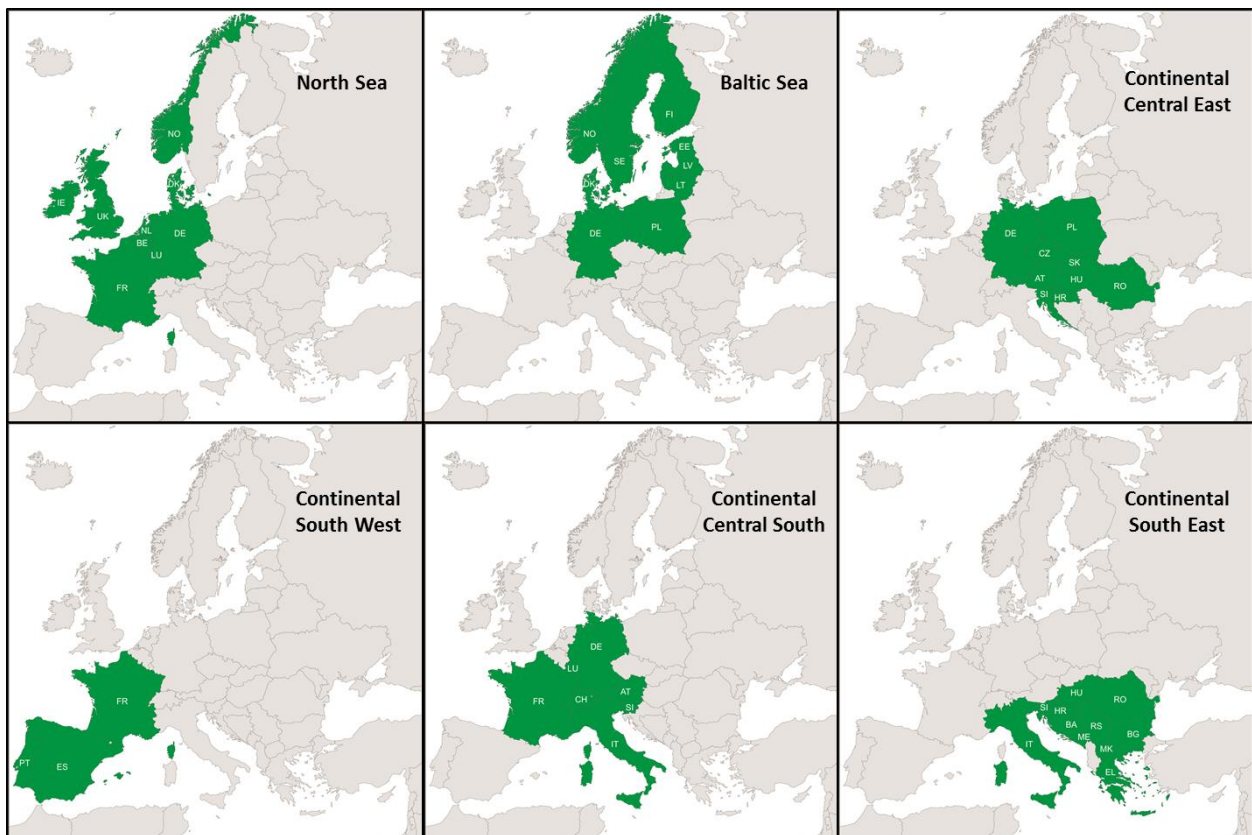 North Sea
NO
DK
IE
UK
NL
DE
BE
LU
FR
Baltic Sea
FI
NO
SE
EE
LV
LT
DK
DE
PL
Continental
Central East
DE
PL
CZ
SK
AT
HU
SI
HR
RO
Continental
South West
FR
PT
ES
Continental
Central South
DE
LU
FR
CH
AT
SI
IT
Continental
South East
HU
RO
SI
HR
BA
RS
IT
ME
BG
MK
EL